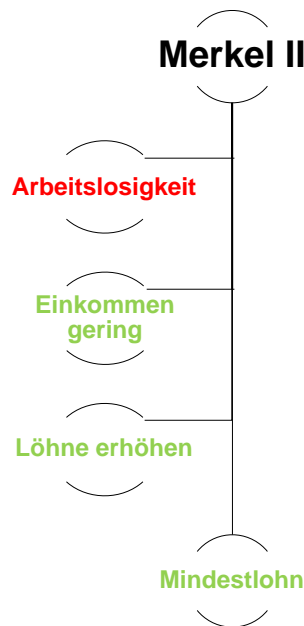 Merkel II
Arbeitslosigkeit
Einkommen
gering
Löhne erhöhen
Mindestlohn